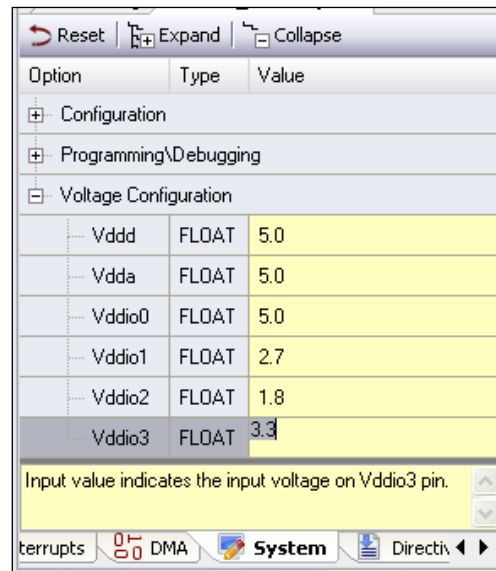 Reset Expand Collapse
Option Type Value
Configuration
Programming\Debugging
Voltage Configuration
Vddd FLOAT 5.0
Vdda FLOAT 5.0
Vddio0 FLOAT 5.0
Vddio1 FLOAT 2.7
Vddio2 FLOAT 1.8
Vddio3 FLOAT 3.3
Input value indicates the input voltage on Vddio3 pin.
terrupts DMA System Directiv